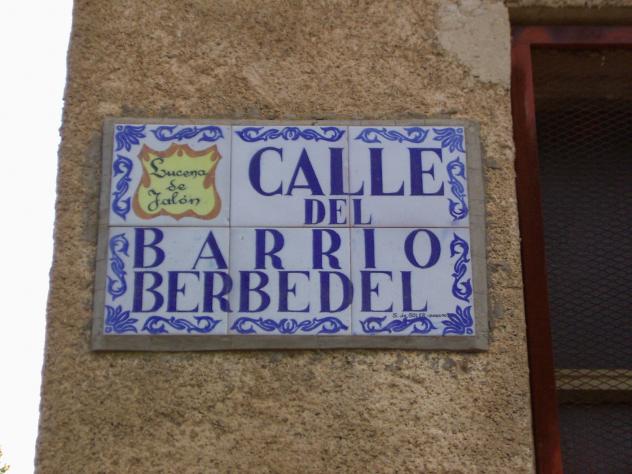 Lucena
de
Jalón
CALLE
DEL
BARRIO
BERBEDEL